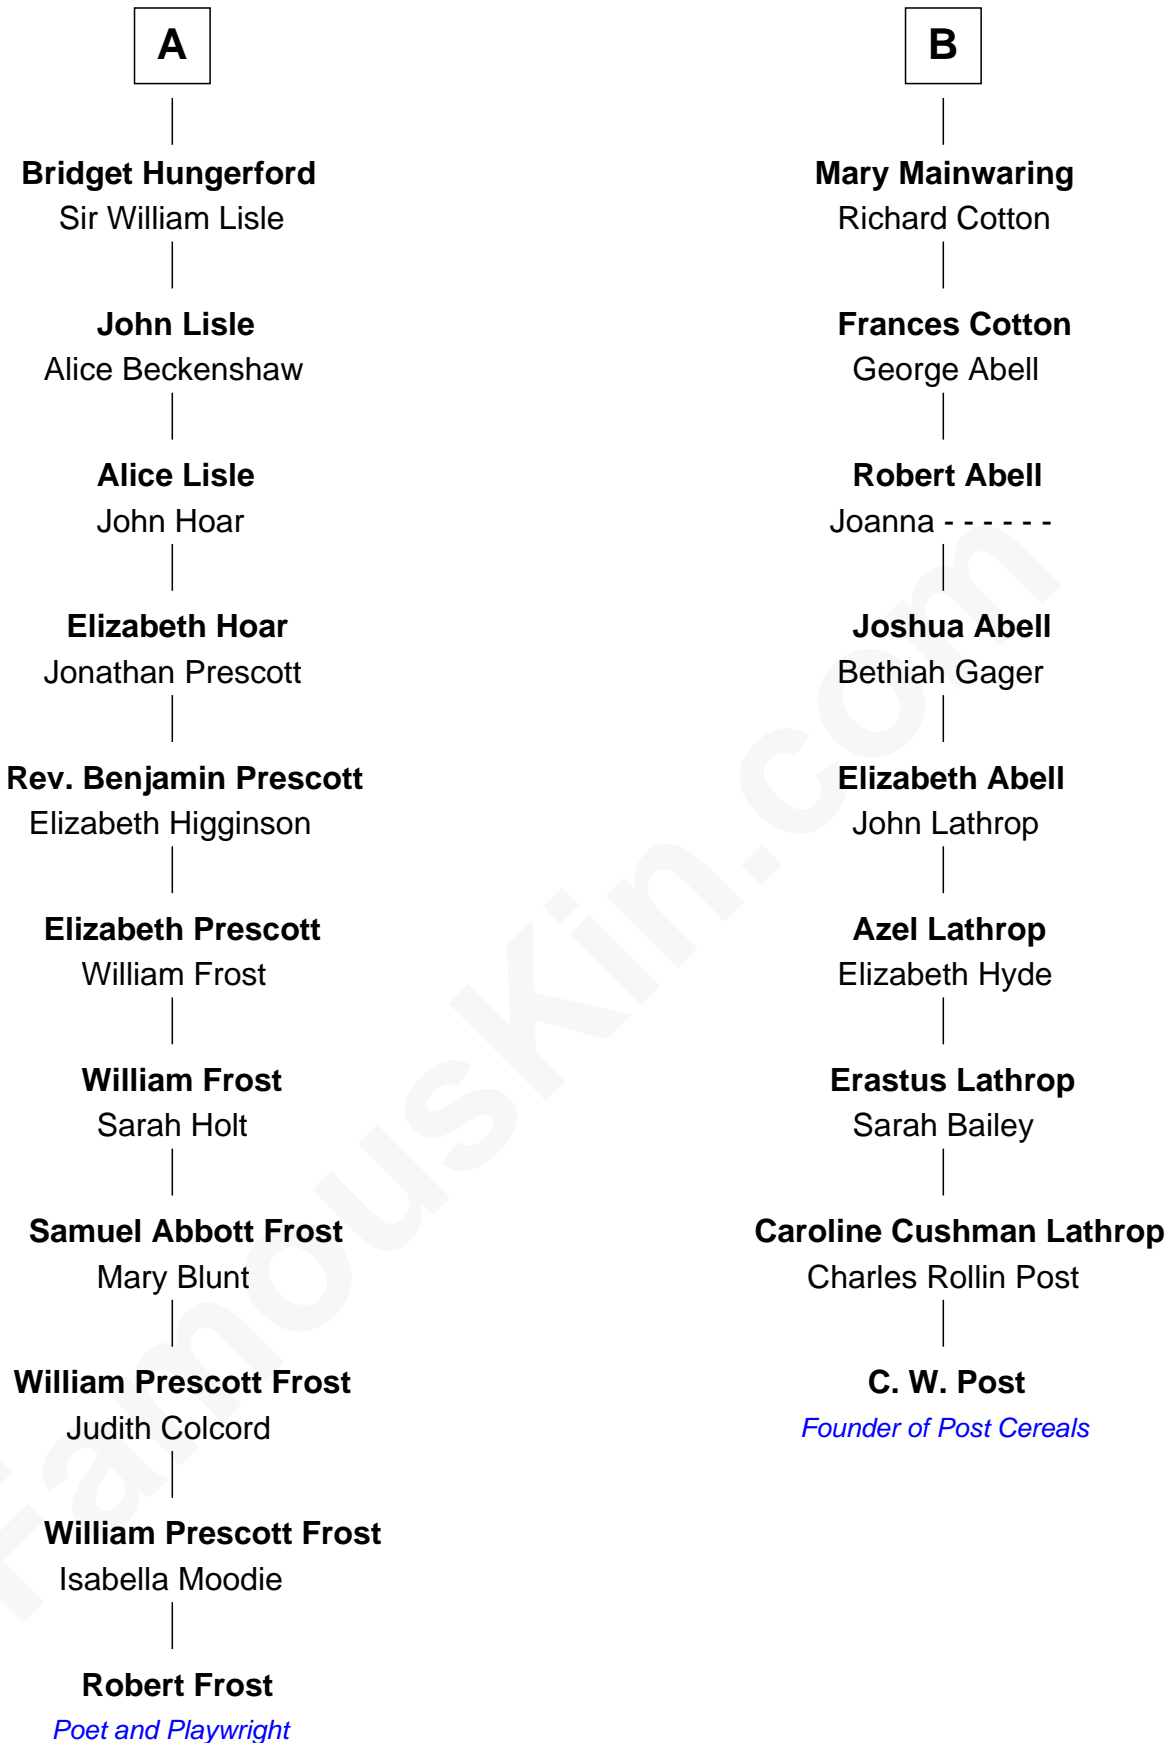 A
Bridget Hungerford
Sir William Lisle
John Lisle
Alice Beckenshaw
Alice Lisle
John Hoar
Elizabeth Hoar
Jonathan Prescott
Rev. Benjamin Prescott
Elizabeth Higginson
Elizabeth Prescott
William Frost
William Frost
Sarah Holt
Samuel Abbott Frost
Mary Blunt
William Prescott Frost
Judith Colcord
William Prescott Frost
Isabella Moodie
Robert Frost
Poet and Playwright
B
Mary Mainwaring
Richard Cotton
Frances Cotton
George Abell
Robert Abell
Joanna - - - - - -
Joshua Abell
Bethiah Gager
Elizabeth Abell
John Lathrop
Azel Lathrop
Elizabeth Hyde
Erastus Lathrop
Sarah Bailey
Caroline Cushman Lathrop
Charles Rollin Post
C. W. Post
Founder of Post Cereals
FamousKin.com